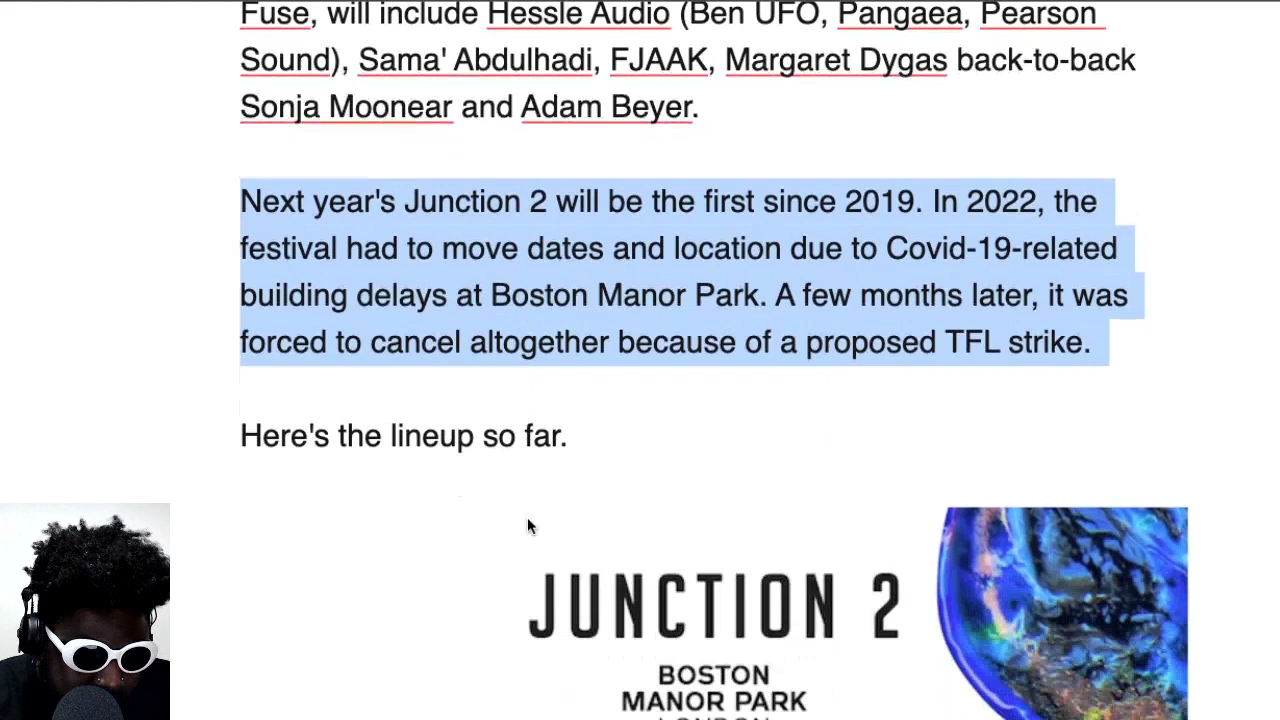 Fuse, will include Hessle Audio (Ben UFO, Pangaea, Pearson
Sound), Sama' Abdulhadi, FJAAK, Margaret Dygas back-to-back
Sonja Moonear and Adam Beyer.
Next year's Junction 2 will be the first since 2019. In 2022, the
festival had to move dates and location due to Covid-19-related
building delays at Boston Manor Park. A few months later, it was
forced to cancel altogether because of a proposed TFL strike.
Here's the lineup so far.
JUNCTION 2
BOSTON
MANOR PARK